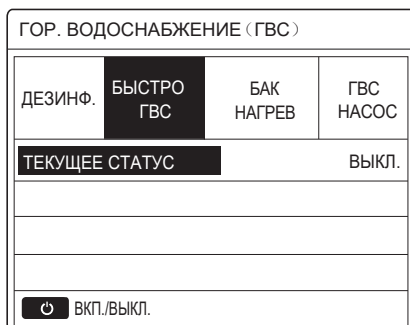 ГОР. ВОДОСНАБЖЕНИЕ（ГВС）
ДЕЗИНФ.
БЫСТРО
ГВС
БАК
НАГРЕВ
ГВС
НАСОС
ТЕКУЩЕЕ СТАТУС ВЫКЛ.
ВКП./ВЫКЛ.